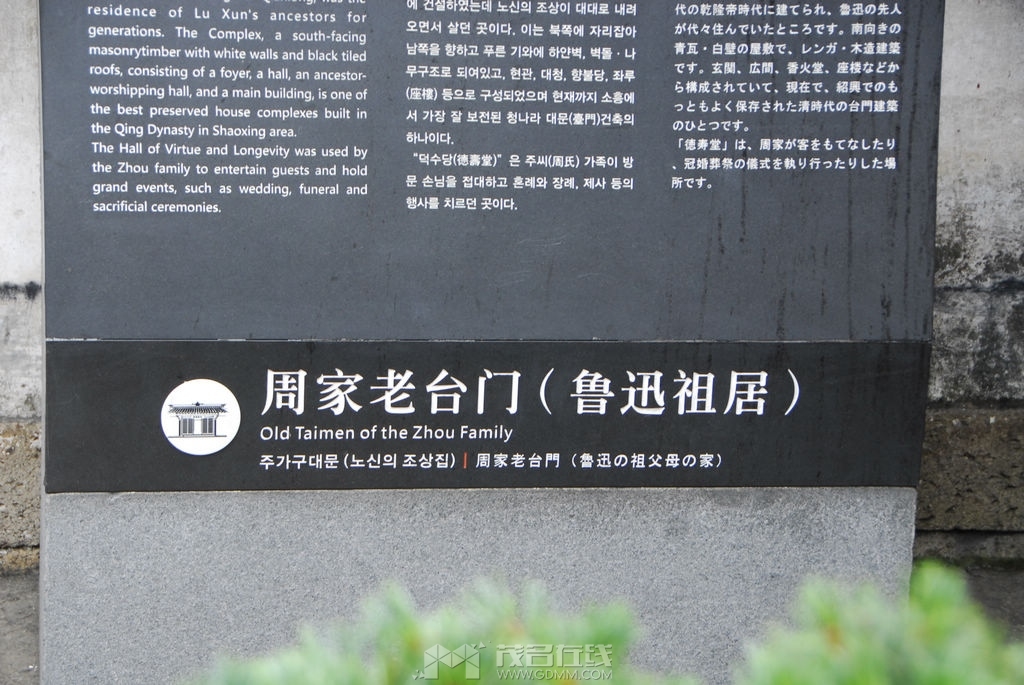 was the
residence of Lu Xun's ancestors for
generations. The Complex, a south-facing
masonrytimber with white walls and black tiled
roofs, consisting of a foyer, a hall, an ancestor-
worshipping hall, and a main building, is one of
the best preserved house complexes built in
the Qing Dynasty in Shaoxing area.
The Hall of Virtue and Longevity was used by
the Zhou family to entertain guests and hold
grand events, such as wedding, funeral and
sacrificial ceremonies.
에 건설하였는데 노신의 조상이 대대로 내려
오면서 살던 곳이다. 이는 북쪽에 자리잡아
남쪽을 향하고 푸른 기와에 하얀벽, 벽돌·나
무구조로 되여있고, 현관, 대청, 향불당, 좌루
(座樓) 등으로 구성되었으며 현재까지 소흥에
서 가장 잘 보전된 청나라 대문(臺門)건축의
하나이다.
“덕수당(德壽堂)”은 주씨(周氏) 가족이 방
문 손님을 접대하고 혼례와 장례, 제사 등의
행사를 치르던 곳이다.
代の乾隆帝時代に建てられ、魯迅の先人
が代々住んでいたところです。南向きの
青瓦・白壁の屋敷で、レンガ・木造建築
です。玄関、広間、香火堂、座楼などか
ら構成されていて、現在で、紹興でのも
っともよく保存された清時代の台門建築
のひとつです。
「徳寿堂」は、周家が客をもてなしたり
、冠婚葬祭の儀式を執り行ったりした場
所です。
周家老台门(鲁迅祖居)
Old Taimen of the Zhou Family
주가구대문 (노신의 조상집) | 周家老台門（魯迅の祖父母の家）
茂名在线
WWW.GDMM.COM